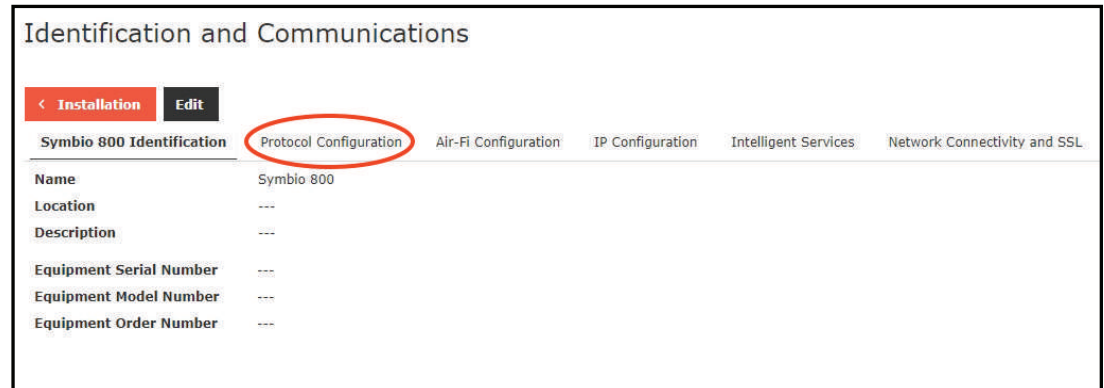 Identification and Communications
< Installation Edit
Symbio 800 Identification Protocol Configuration Air-Fi Configuration IP Configuration Intelligent Services Network Connectivity and SSL
Name Symbio 800
Location ---
Description ---
Equipment Serial Number ---
Equipment Model Number ---
Equipment Order Number ---